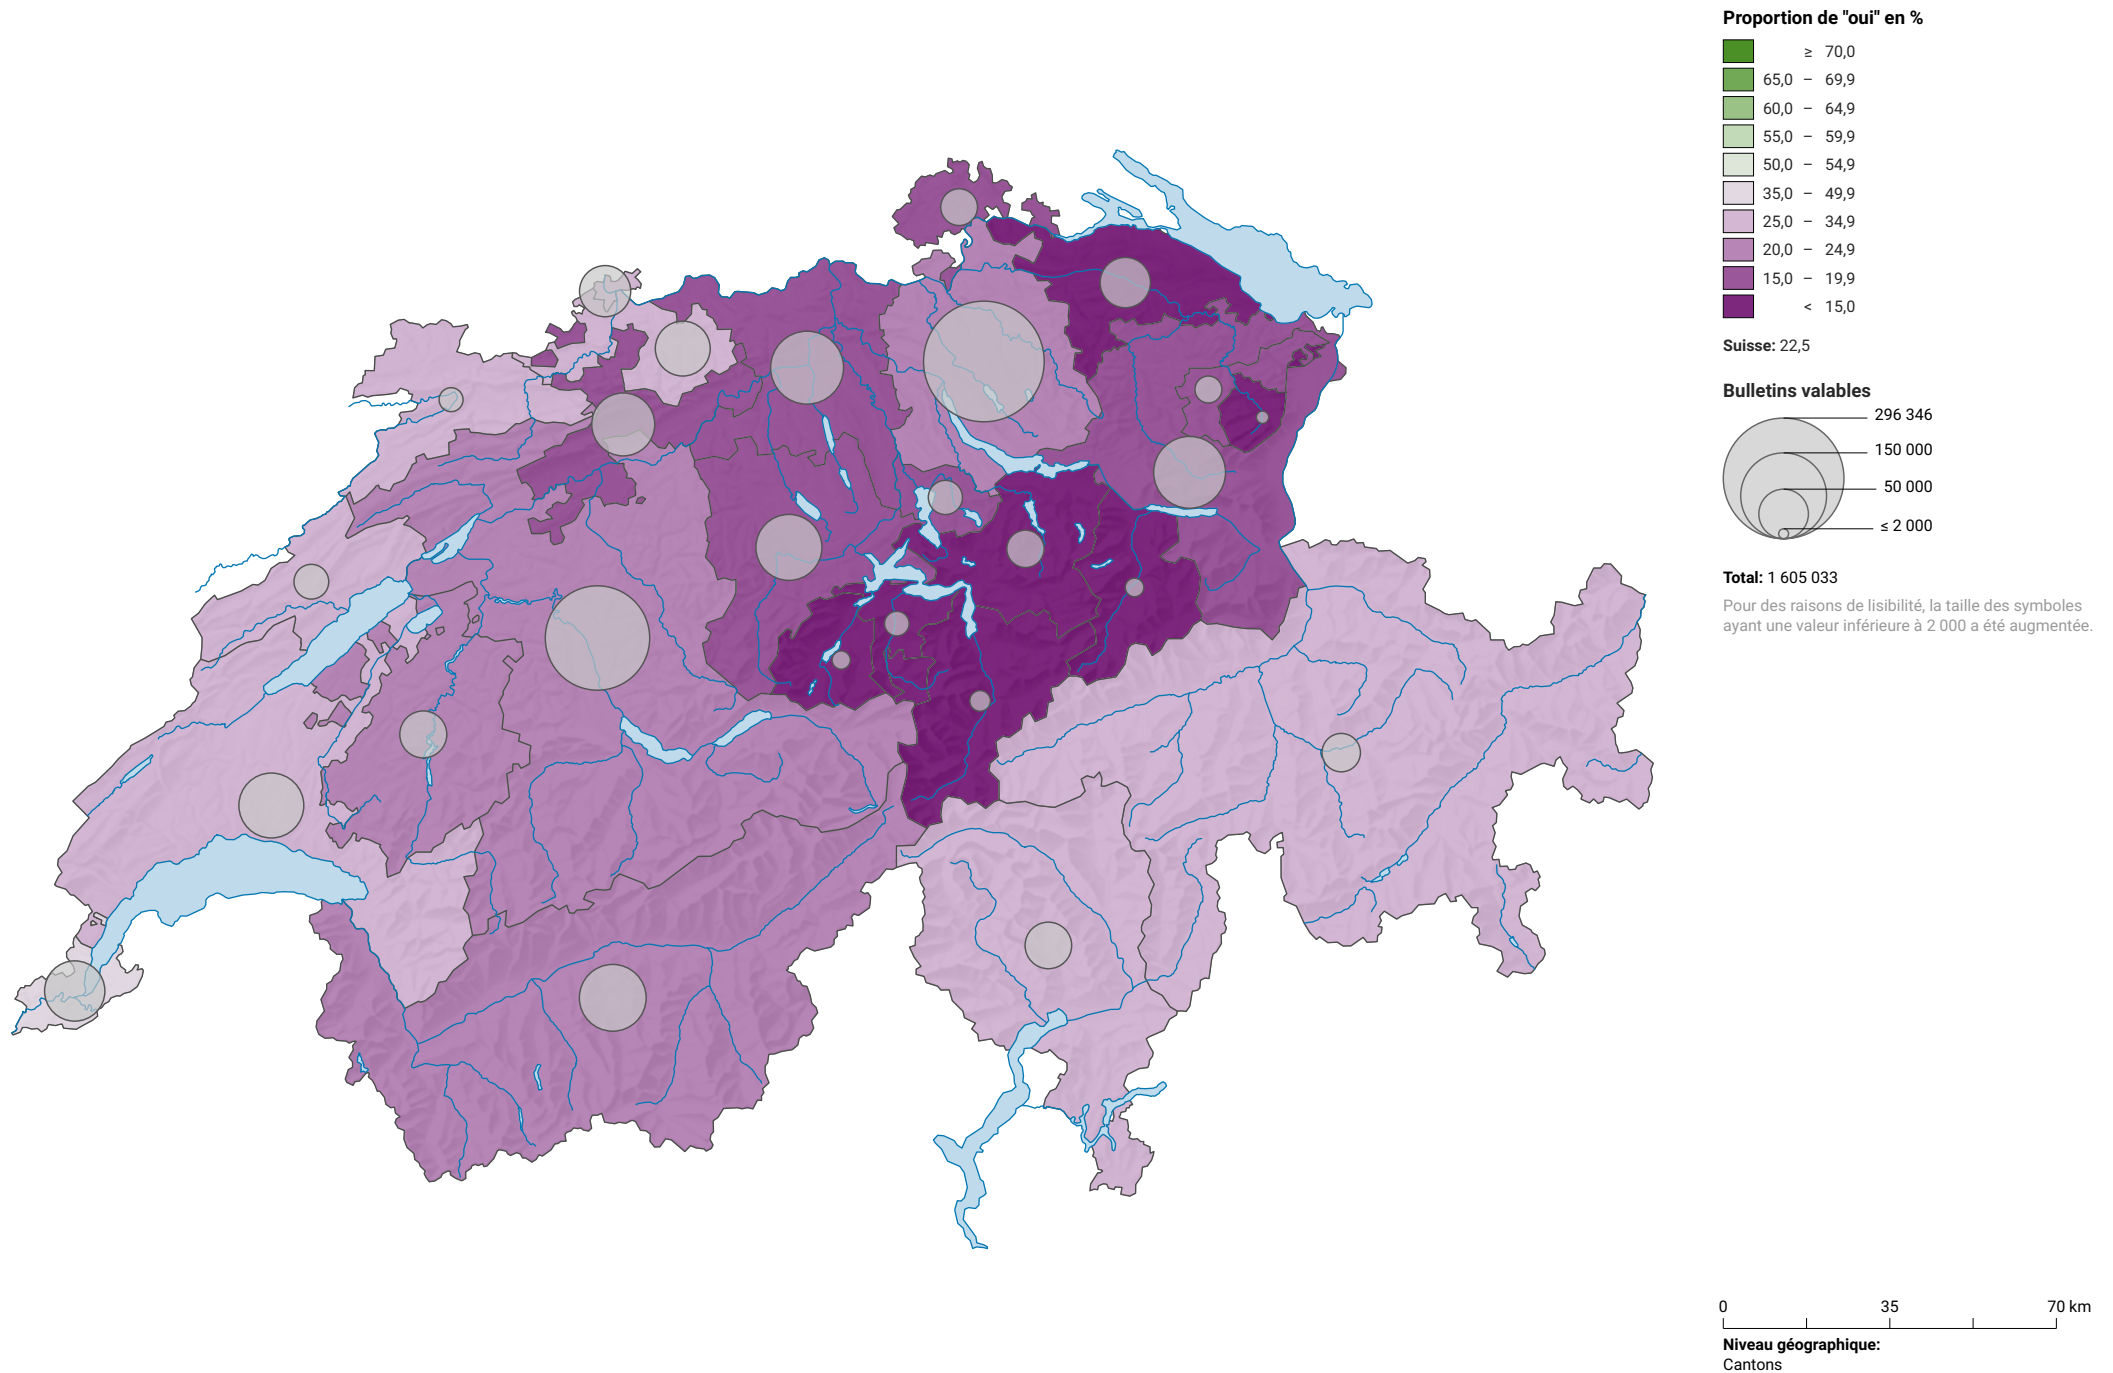 Proportion de "oui" en %
≥ 70,0
65,0 – 69,9
60,0 – 64,9
55,0 – 59,9
50,0 – 54,9
35,0 – 49,9
25,0 – 34,9
20,0 – 24,9
15,0 – 19,9
< 15,0
Suisse: 22,5
Bulletins valables
296 346
150 000
50 000
≤ 2 000
Total: 1 605 033
Pour des raisons de lisibilité, la taille des symboles
ayant une valeur inférieure à 2 000 a été augmentée.
0 35 70 km
Niveau géographique:
Cantons